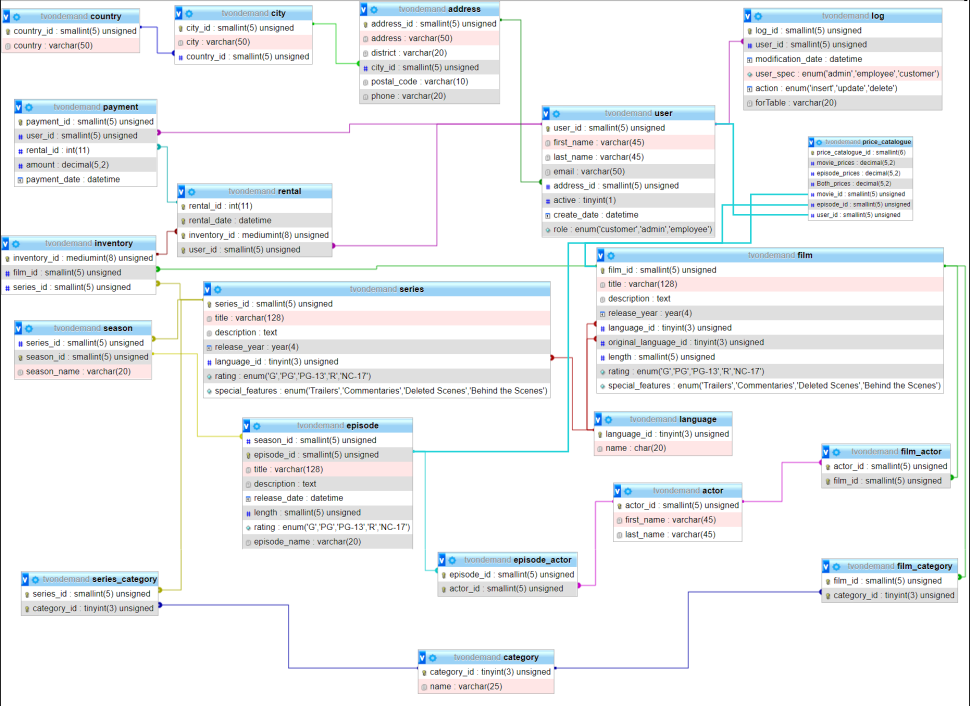 tvondemand country
country_id : smallint(5) unsigned
country : varchar(50)
tvondemand city
city_id : smallint(5) unsigned
city : varchar(50)
country_id : smallint(5) unsigned
tvondemand address
address_id : smallint(5) unsigned
address : varchar(50)
district : varchar(20)
city_id : smallint(5) unsigned
postal_code : varchar(10)
phone : varchar(20)
tvondemand log
log_id : smallint(5) unsigned
user_id : smallint(5) unsigned
modification_date : datetime
user_spec : enum('admin','employee','customer')
action : enum('insert','update','delete')
forTable : varchar(20)
tvondemand payment
payment_id : smallint(5) unsigned
user_id : smallint(5) unsigned
rental_id : int(11)
amount : decimal(5,2)
payment_date : datetime
tvondemand user
user_id : smallint(5) unsigned
first_name : varchar(45)
last_name : varchar(45)
email : varchar(50)
address_id : smallint(5) unsigned
active : tinyint(1)
create_date : datetime
role : enum('customer','admin','employee')
tvondemand price_catalogue
price_catalogue_id : smallint(6)
movie_prices : decimal(5,2)
episode_prices : decimal(5,2)
Both_prices : decimal(5,2)
movie_id : smallint(5) unsigned
episode_id : smallint(5) unsigned
user_id : smallint(5) unsigned
tvondemand rental
rental_id : int(11)
rental_date : datetime
inventory_id : mediumint(8) unsigned
user_id : smallint(5) unsigned
tvondemand inventory
inventory_id : mediumint(8) unsigned
film_id : smallint(5) unsigned
series_id : smallint(5) unsigned
tvondemand film
film_id : smallint(5) unsigned
title : varchar(128)
description : text
release_year : year(4)
language_id : tinyint(3) unsigned
original_language_id : tinyint(3) unsigned
length : smallint(5) unsigned
rating : enum('G','PG','PG-13','R','NC-17')
special_features : enum('Trailers','Commentaries','Deleted Scenes','Behind the Scenes')
tvondemand series
series_id : smallint(5) unsigned
title : varchar(128)
description : text
release_year : year(4)
language_id : tinyint(3) unsigned
rating : enum('G','PG','PG-13','R','NC-17')
special_features : enum('Trailers','Commentaries','Deleted Scenes','Behind the Scenes')
tvondemand season
series_id : smallint(5) unsigned
season_id : smallint(5) unsigned
season_name : varchar(20)
tvondemand episode
season_id : smallint(5) unsigned
episode_id : smallint(5) unsigned
title : varchar(128)
description : text
release_date : datetime
length : smallint(5) unsigned
rating : enum('G','PG','PG-13','R','NC-17')
episode_name : varchar(20)
tvondemand language
language_id : tinyint(3) unsigned
name : char(20)
tvondemand film_actor
actor_id : smallint(5) unsigned
film_id : smallint(5) unsigned
tvondemand actor
actor_id : smallint(5) unsigned
first_name : varchar(45)
last_name : varchar(45)
tvondemand episode_actor
episode_id : smallint(5) unsigned
actor_id : smallint(5) unsigned
tvondemand film_category
film_id : smallint(5) unsigned
category_id : tinyint(3) unsigned
tvondemand series_category
series_id : smallint(5) unsigned
category_id : tinyint(3) unsigned
tvondemand category
category_id : tinyint(3) unsigned
name : varchar(25)